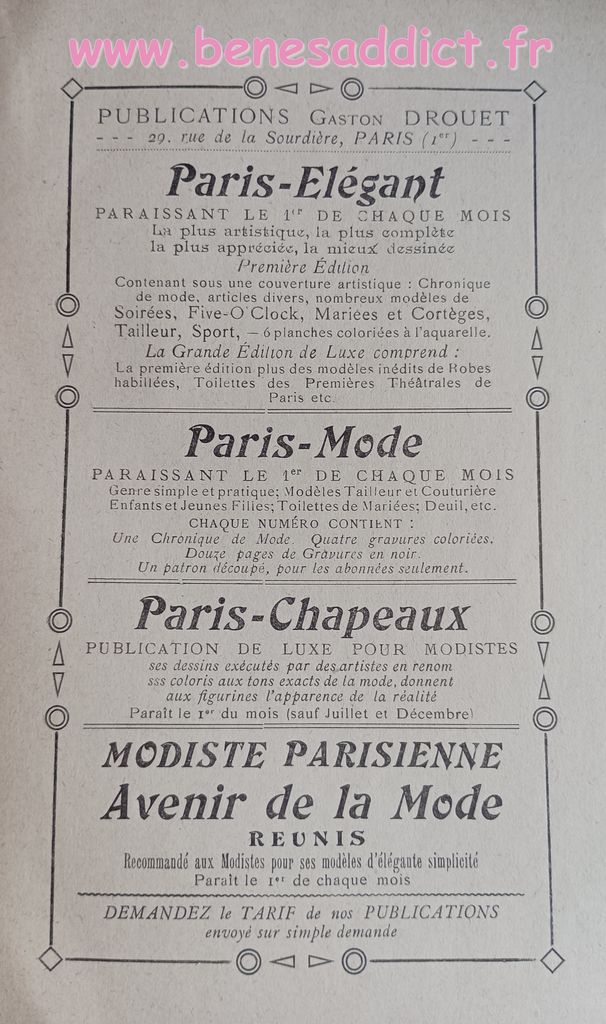 www.benesaddict.fr
PUBLICATIONS GASTON DROUET
- - - 29. rue de la Sourdière, PARIS (1er) - - -
Paris-Elégant
PARAISSANT LE 1er DE CHAQUE MOIS
La plus artistique, la plus complète
la plus appréciée, la mieux dessinée
Première Édition
Contenant sous une couverture artistique : Chronique
de mode, articles divers, nombreux modèles de
Soirées, Five-O'Clock, Mariées et Cortèges,
Tailleur, Sport, — 6 planches coloriées à l'aquarelle.
La Grande Édition de Luxe comprend :
La première édition plus des modèles inédits de Robes
habillées, Toilettes des Premières Théâtrales de
Paris etc.
Paris-Mode
PARAISSANT LE 1er DE CHAQUE MOIS
Genre simple et pratique; Modèles Tailleur et Couturière
Enfants et Jeunes Filles; Toilettes de Mariées; Deuil, etc.
CHAQUE NUMÉRO CONTIENT :
Une Chronique de Mode. Quatre gravures coloriées.
Douze pages de Gravures en noir.
Un patron découpé, pour les abonnées seulement.
Paris-Chapeaux
PUBLICATION DE LUXE POUR MODISTES
ses dessins exécutés par des artistes en renom
sss coloris aux tons exacts de la mode, donnent
aux figurines l'apparence de la réalité
Paraît le 1er du mois (sauf Juillet et Décembre)
MODISTE PARISIENNE
Avenir de la Mode
REUNIS
Recommandé aux Modistes pour ses modèles d'élégante simplicité
Paraît le 1er de chaque mois
DEMANDEZ le TARIF de nos PUBLICATIONS
envoyé sur simple demande